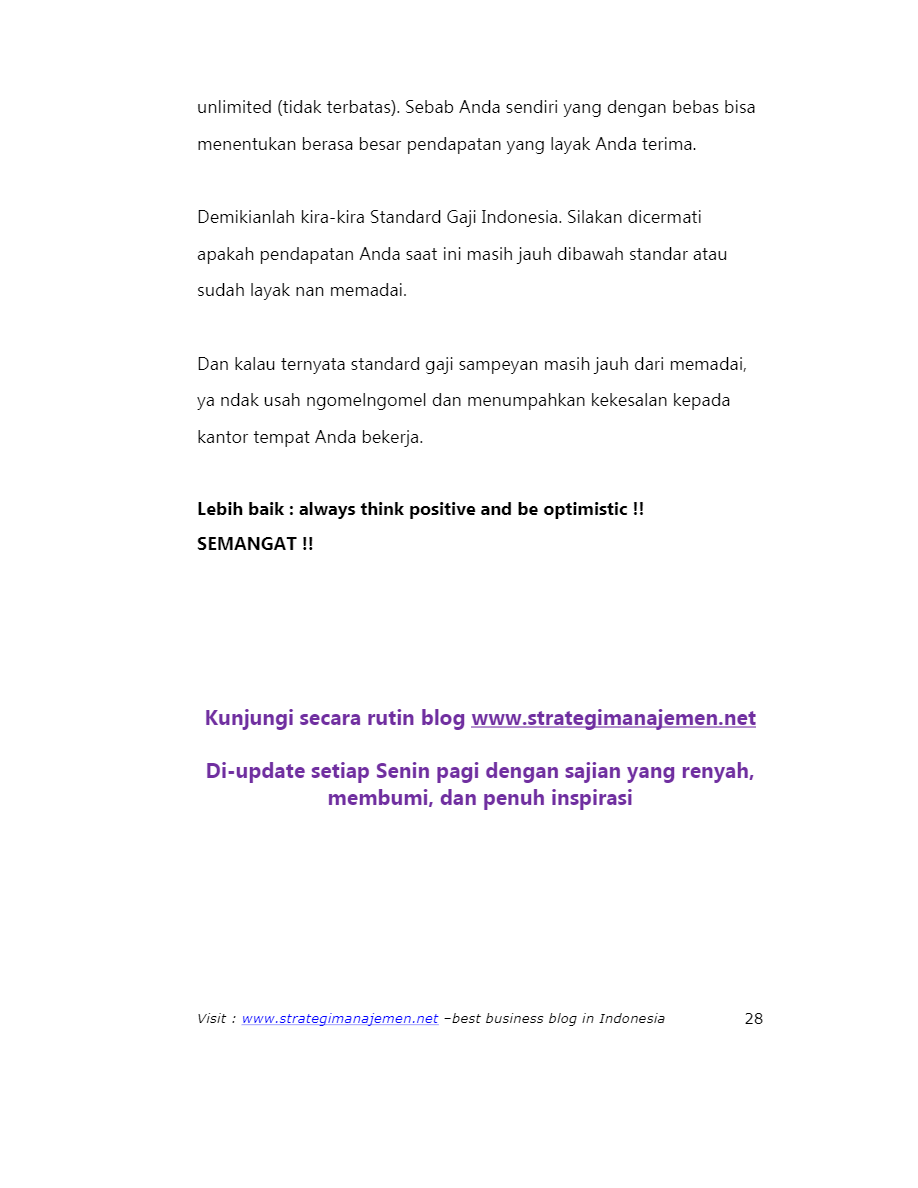 unlimited (tidak terbatas). Sebab Anda sendiri yang dengan bebas bisa
menentukan berasa besar pendapatan yang layak Anda terima.
Demikianlah kira-kira Standard Gaji Indonesia. Silakan dicermati
apakah pendapatan Anda saat ini masih jauh dibawah standar atau
sudah layak nan memadai.
Dan kalau ternyata standard gaji sampeyan masih jauh dari memadai,
ya ndak usah ngomelngomel dan menumpahkan kekesalan kepada
kantor tempat Anda bekerja.
Lebih baik : always think positive and be optimistic !!
SEMANGAT !!
Kunjungi secara rutin blog www.strategimanajemen.net
Di-update setiap Senin pagi dengan sajian yang renyah,
membumi, dan penuh inspirasi
Visit : www.strategimanajemen.net –best business blog in Indonesia 28